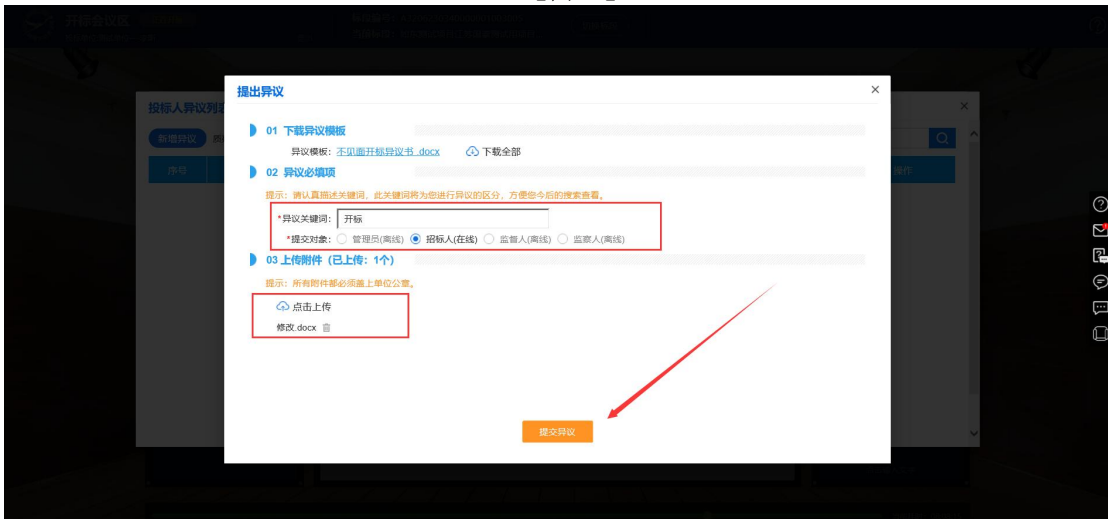 开标会议区
提出异议
×
投标人异议列表
×
01 下载异议模板
新增异议
异议模板: 不见面开标异议书 .docx 下载全部
序号
操作
02 异议必填项
提示: 请认真描述关键词, 此关键词将为您进行异议的区分, 方便您今后的搜索查看。
*异议关键词: 开标
*提交对象: 管理员(离线) 招标人(在线) 监督人(离线) 监察人(离线)
03 上传附件 (已上传: 1个)
提示: 所有附件都必须盖上单位公章。
点击上传
修改.docx
提交异议